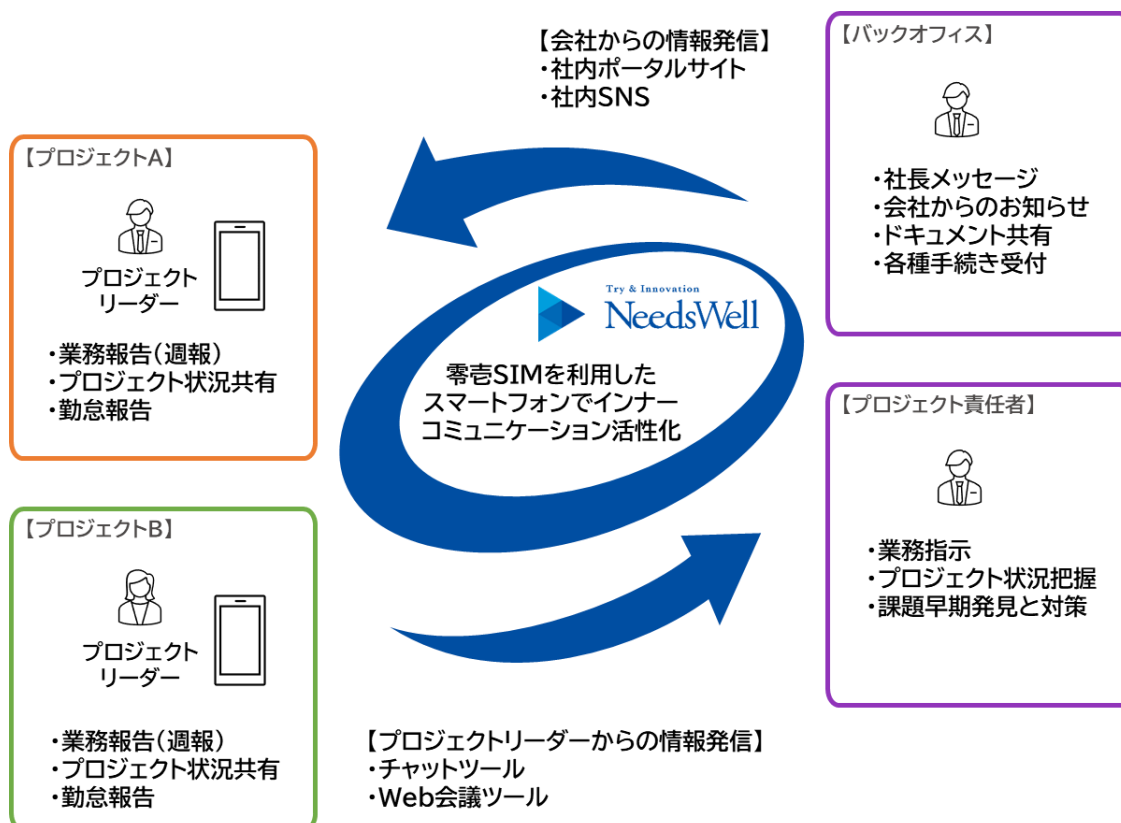 【会社からの情報発信】
・社内ポータルサイト
・社内SNS
【バックオフィス】
・社長メッセージ
・会社からのお知らせ
・ドキュメント共有
・各種手続き受付
【プロジェクトA】
プロジェクト
リーダー
・業務報告(週報)
・プロジェクト状況共有
・勤怠報告
Try & Innovation
NeedsWell
零壱SIMを利用した
スマートフォンでインナー
コミュニケーション活性化
【プロジェクト責任者】
・業務指示
・プロジェクト状況把握
・課題早期発見と対策
【プロジェクトB】
プロジェクト
リーダー
・業務報告(週報)
・プロジェクト状況共有
・勤怠報告
【プロジェクトリーダーからの情報発信】
・チャットツール
・Web会議ツール